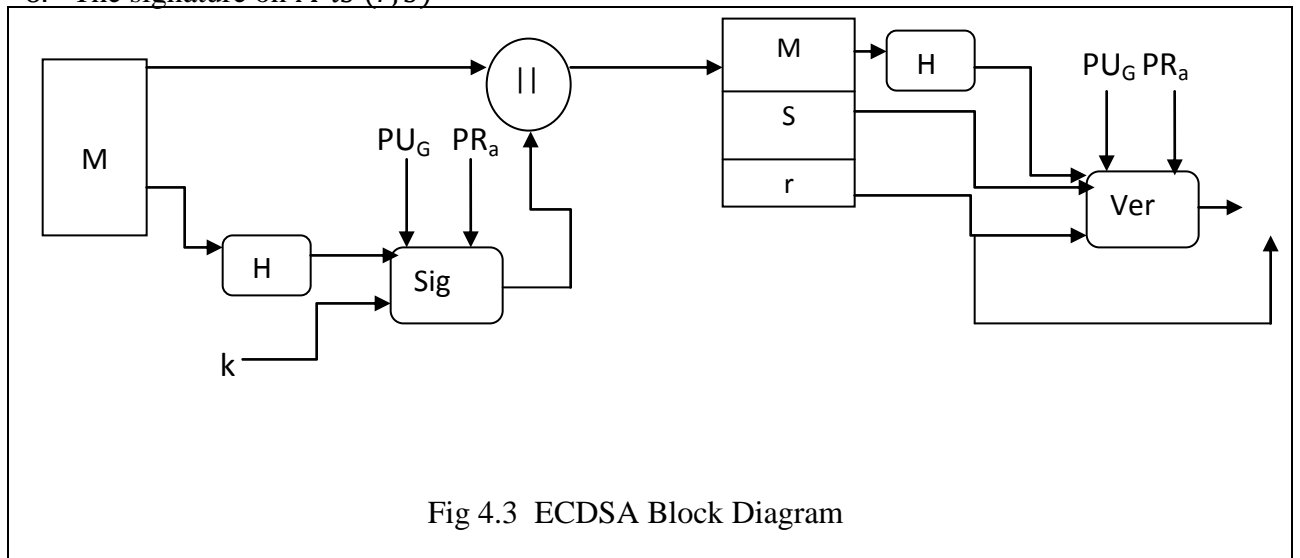 M
H
k
PU_G PR_a
Sig
||
M
S
r
H
PU_G PR_a
Ver
Fig 4.3 ECDSA Block Diagram